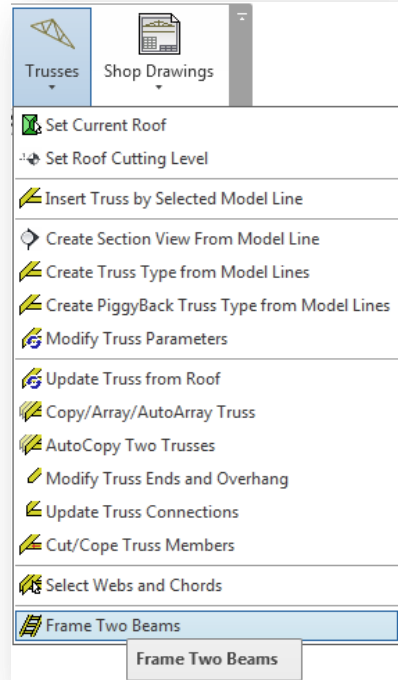 Trusses
Shop Drawings
Set Current Roof
Set Roof Cutting Level
Insert Truss by Selected Model Line
Create Section View From Model Line
Create Truss Type from Model Lines
Create PiggyBack Truss Type from Model Lines
Modify Truss Parameters
Update Truss from Roof
Copy/Array/AutoArray Truss
AutoCopy Two Trusses
Modify Truss Ends and Overhang
Update Truss Connections
Cut/Cope Truss Members
Select Webs and Chords
Frame Two Beams
Frame Two Beams